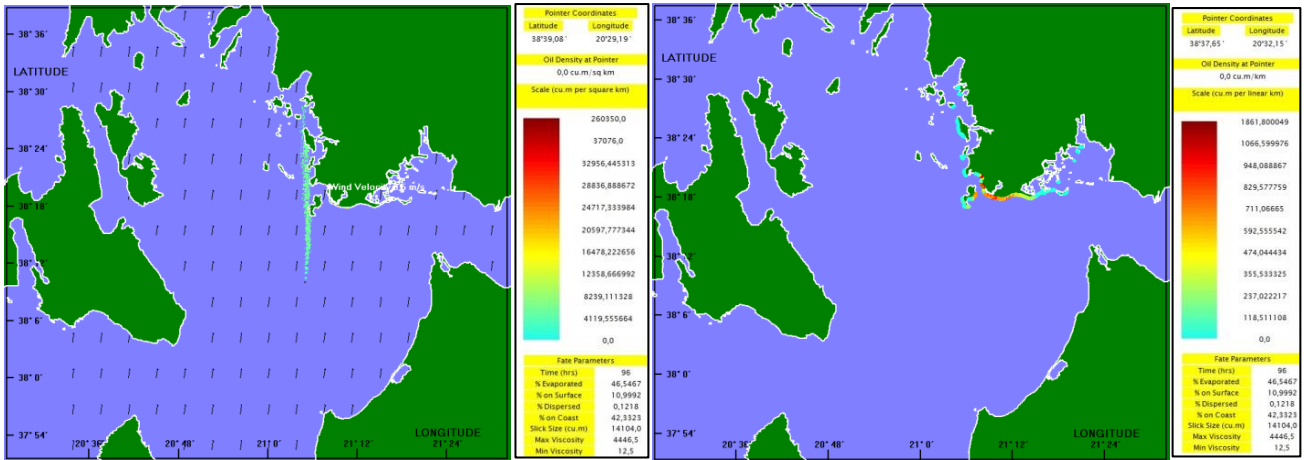 38° 36'
LATITUDE
38° 30'
38° 24'
38° 18'
38° 6'
38° 0'
37° 54'
20° 36'
20° 48'
21° 0'
21° 12'
21° 24'
LONGITUDE
Pointer Coordinates
Latitude Longitude
38°39,08' 20°29,19'
Oil Density at Pointer
0,0 cu.m/sq km
Scale (cu.m per square km)
260350,0
37076,0
32956,445313
28836,888672
24717,333984
20597,777344
16478,222656
12358,666992
8239,111328
4119,555664
0,0
Fate Parameters
Time (hrs) 96
% Evaporated 46,5467
% on Surface 10,9992
% Dispersed 0,1218
% on Coast 42,3323
Slick Size (cu.m) 14104,0
Max Viscosity 4446,5
Min Viscosity 12,5
38° 36'
LATITUDE
38° 30'
38° 24'
38° 18'
38° 12'
38° 6'
38° 0'
37° 54'
20° 36'
20° 48'
21° 0'
21° 12'
21° 24'
LONGITUDE
Pointer Coordinates
Latitude Longitude
38°37,65' 20°32,15'
Oil Density at Pointer
0,0 cu.m/km
Scale (cu.m per linear km)
1861,800049
1066,599976
948,088867
829,577759
711,06665
592,555542
474,044434
355,533325
237,022217
118,511108
0,0
Fate Parameters
Time (hrs) 96
% Evaporated 46,5467
% on Surface 10,9992
% Dispersed 0,1218
% on Coast 42,3323
Slick Size (cu.m) 14104,0
Max Viscosity 4446,5
Min Viscosity 12,5